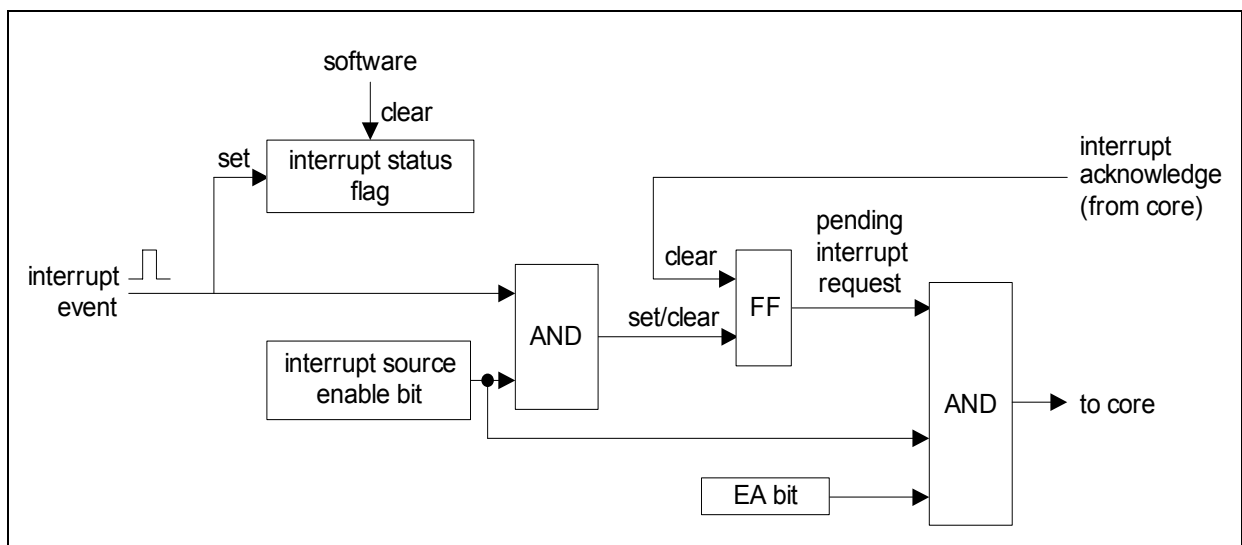 software
clear
set
interrupt status
flag
interrupt
acknowledge
(from core)
pending
interrupt
request
clear
interrupt
event
FF
AND
set/clear
interrupt source
enable bit
AND
to core
EA bit